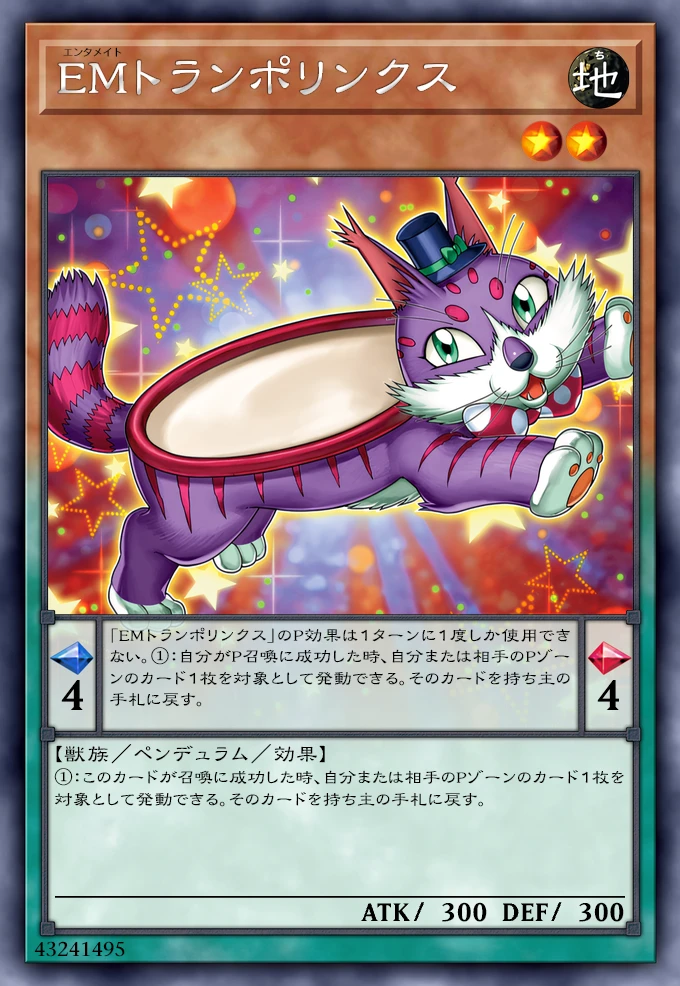 エンタメイト
EMトランポリンクス
ち
地
「EMトランポリンクス」のP効果は1ターンに1度しか使用でき
ない。①:自分がP召喚に成功した時、自分または相手のPゾー
ンのカード1枚を対象として発動できる。そのカードを持ち主の
手札に戻す。
4
4
【獣族/ペンデュラム/効果】
①:このカードが召喚に成功した時、自分または相手のPゾーンのカード1枚を
対象として発動できる。そのカードを持ち主の手札に戻す。
ATK/ 300 DEF/ 300
43241495